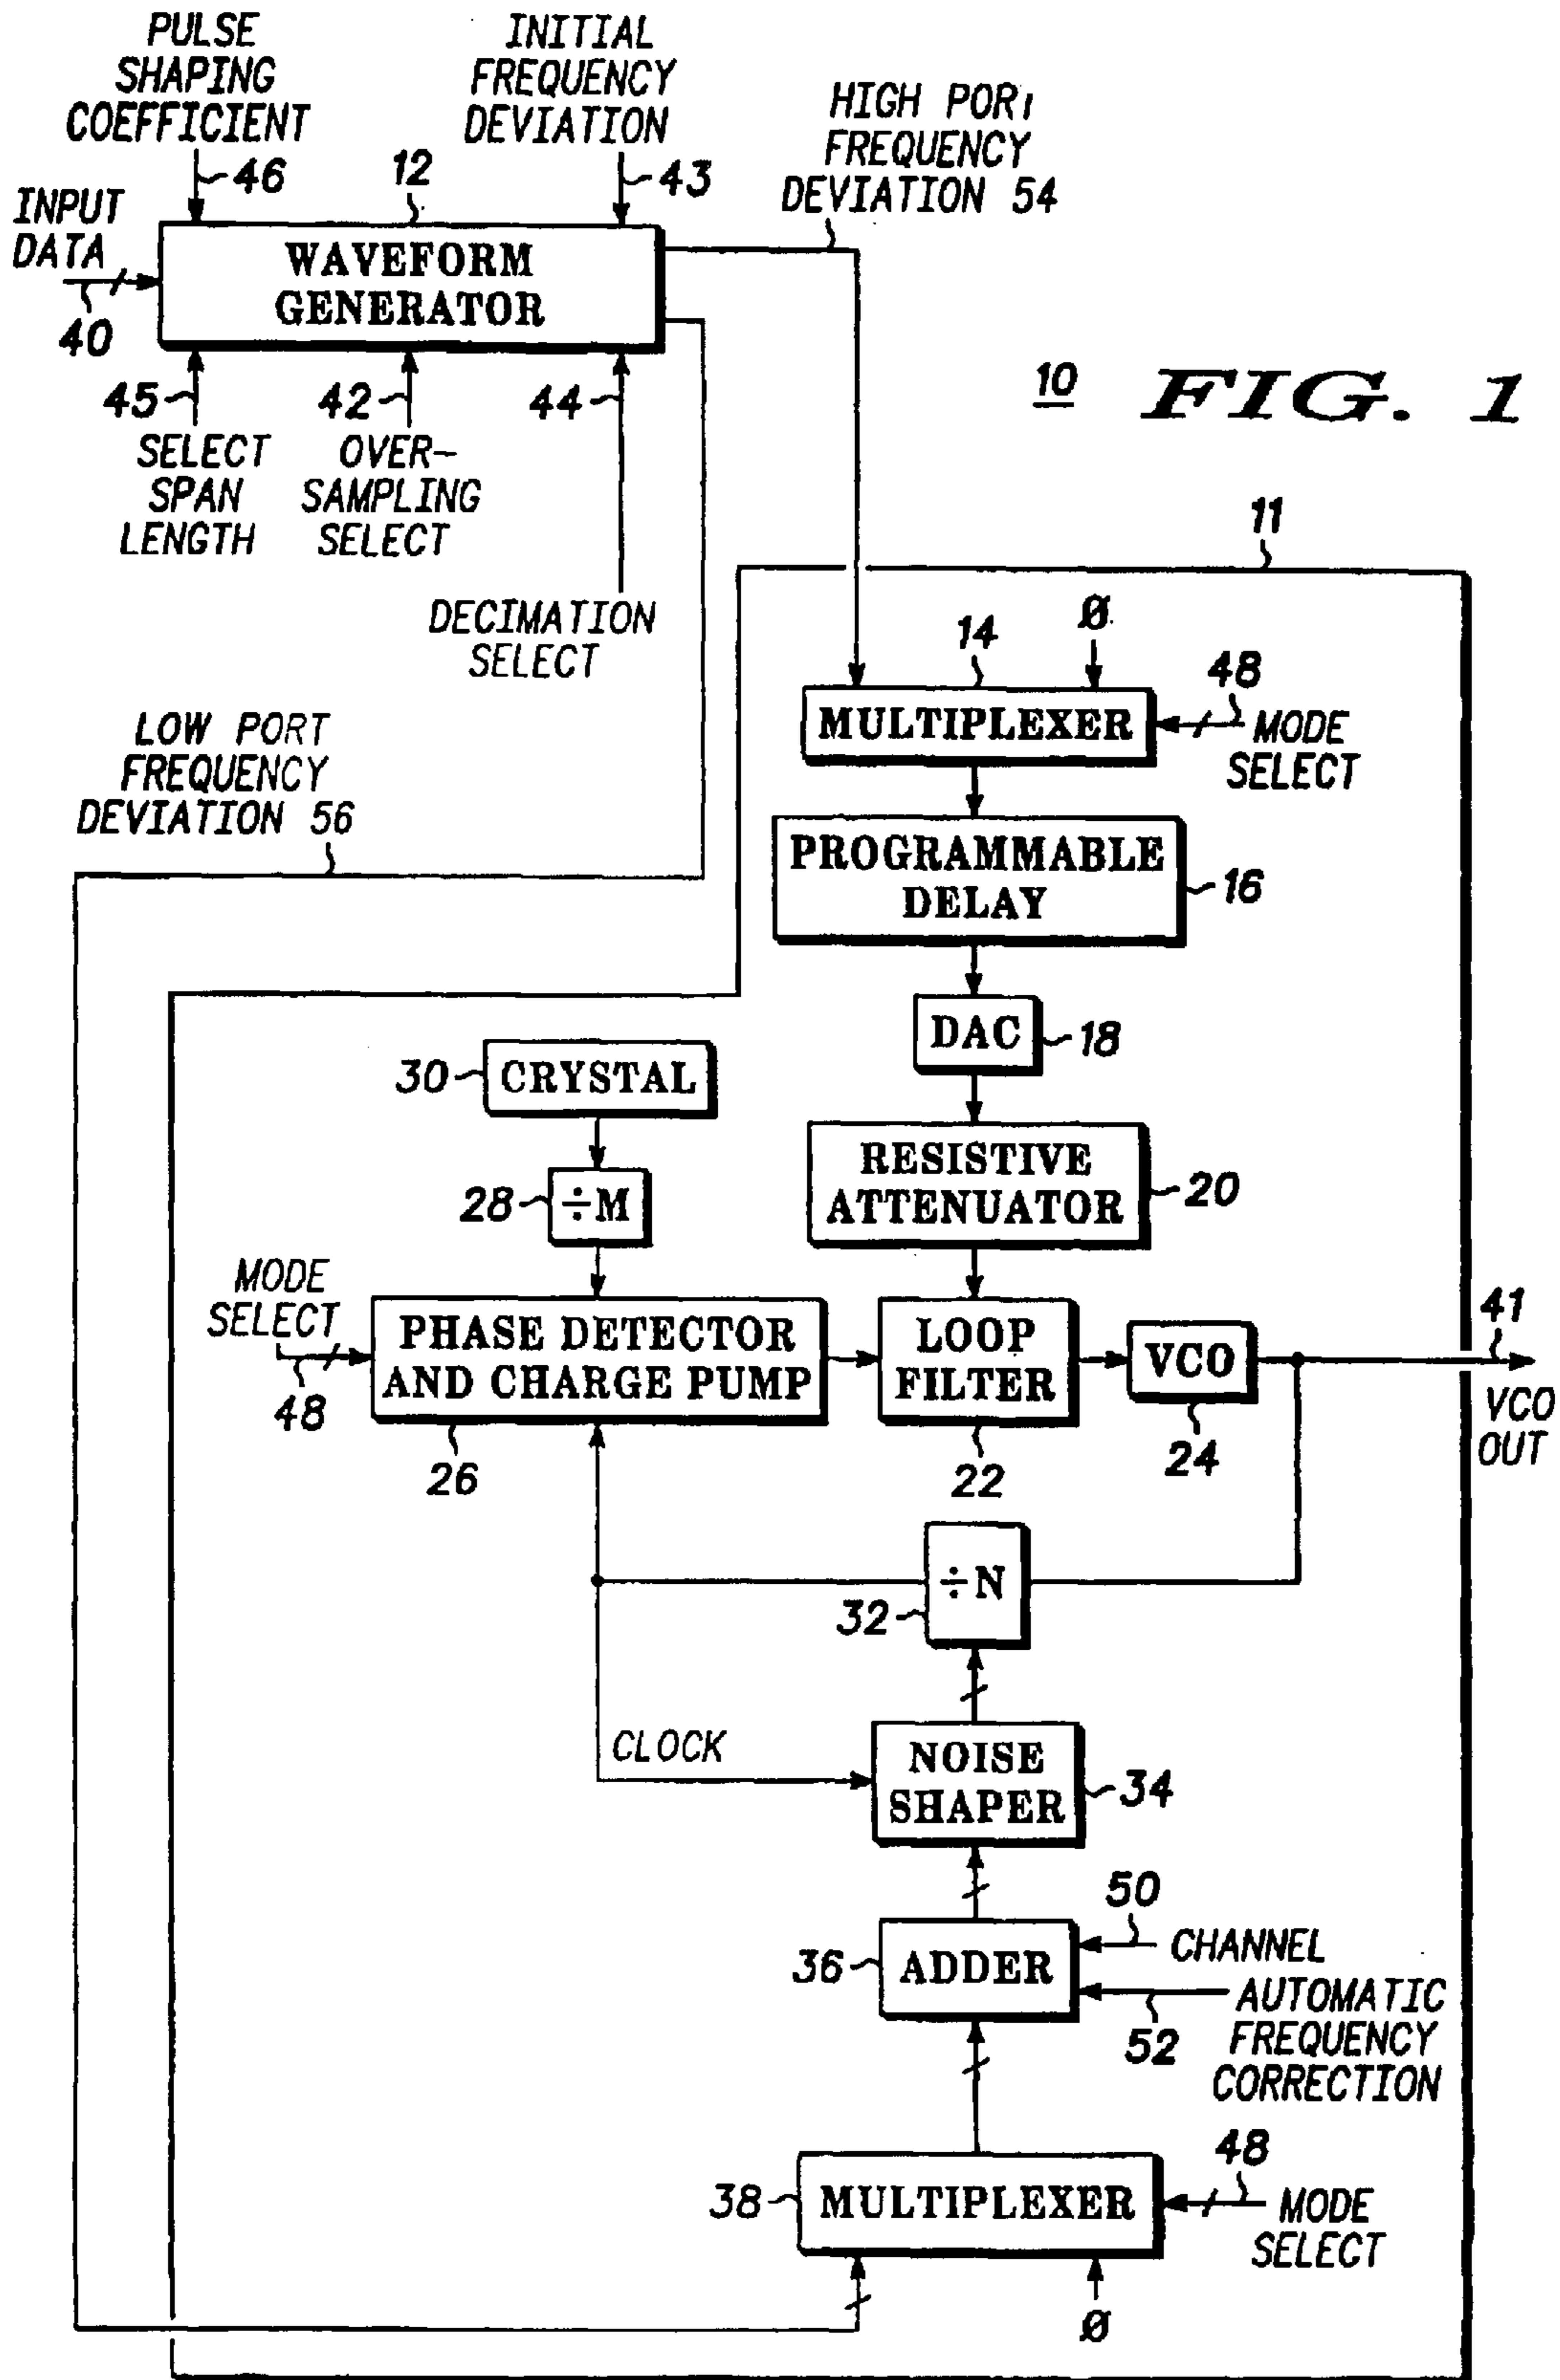 PULSE
SHAPING
COEFFICIENT
46
INITIAL
FREQUENCY
DEVIATION
43
HIGH PORT
FREQUENCY
DEVIATION 54
INPUT
DATA
40
12
WAVEFORM
GENERATOR
45
SELECT
SPAN
LENGTH
42
OVER-
SAMPLING
SELECT
44
DECIMATION
SELECT
10 FIG. 1
11
LOW PORT
FREQUENCY
DEVIATION 56
14
Ø
MULTIPLEXER
48
MODE
SELECT
PROGRAMMABLE
DELAY
16
DAC
18
30
CRYSTAL
28
÷M
RESISTIVE
ATTENUATOR
20
MODE
SELECT
48
PHASE DETECTOR
AND CHARGE PUMP
26
LOOP
FILTER
22
VCO
24
41
VCO
OUT
÷N
32
CLOCK
NOISE
SHAPER
34
36
ADDER
50
CHANNEL
52
AUTOMATIC
FREQUENCY
CORRECTION
38
MULTIPLEXER
48
MODE
SELECT
Ø